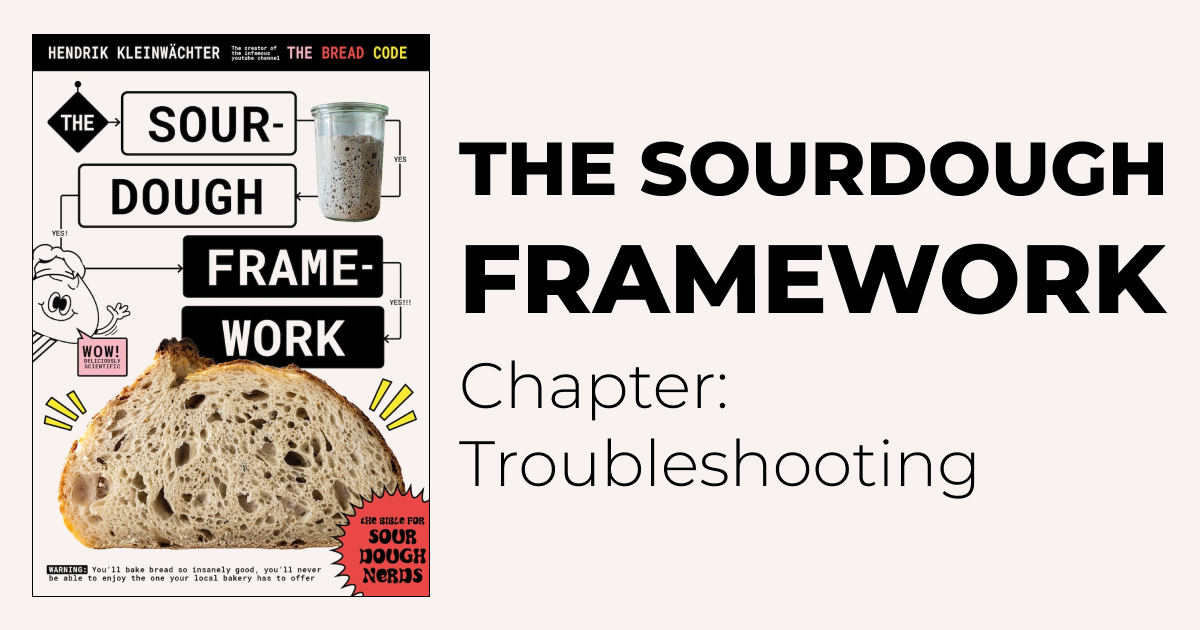 HENDRIK KLEINWÄCHTER
The creator of
the infamous
youtube channel
THE BREAD CODE
THE
SOUR-
YES
DOUGH
YES!
FRAME-
YES!!!
WORK
WOW!
DELICIOUSLY
SCIENTIFIC
THE BIBLE FOR
SOUR
DOUGH
NERDS
WARNING: You'll bake bread so insanely good, you'll never
be able to enjoy the one your local bakery has to offer
THE SOURDOUGH
FRAMEWORK
Chapter:
Troubleshooting